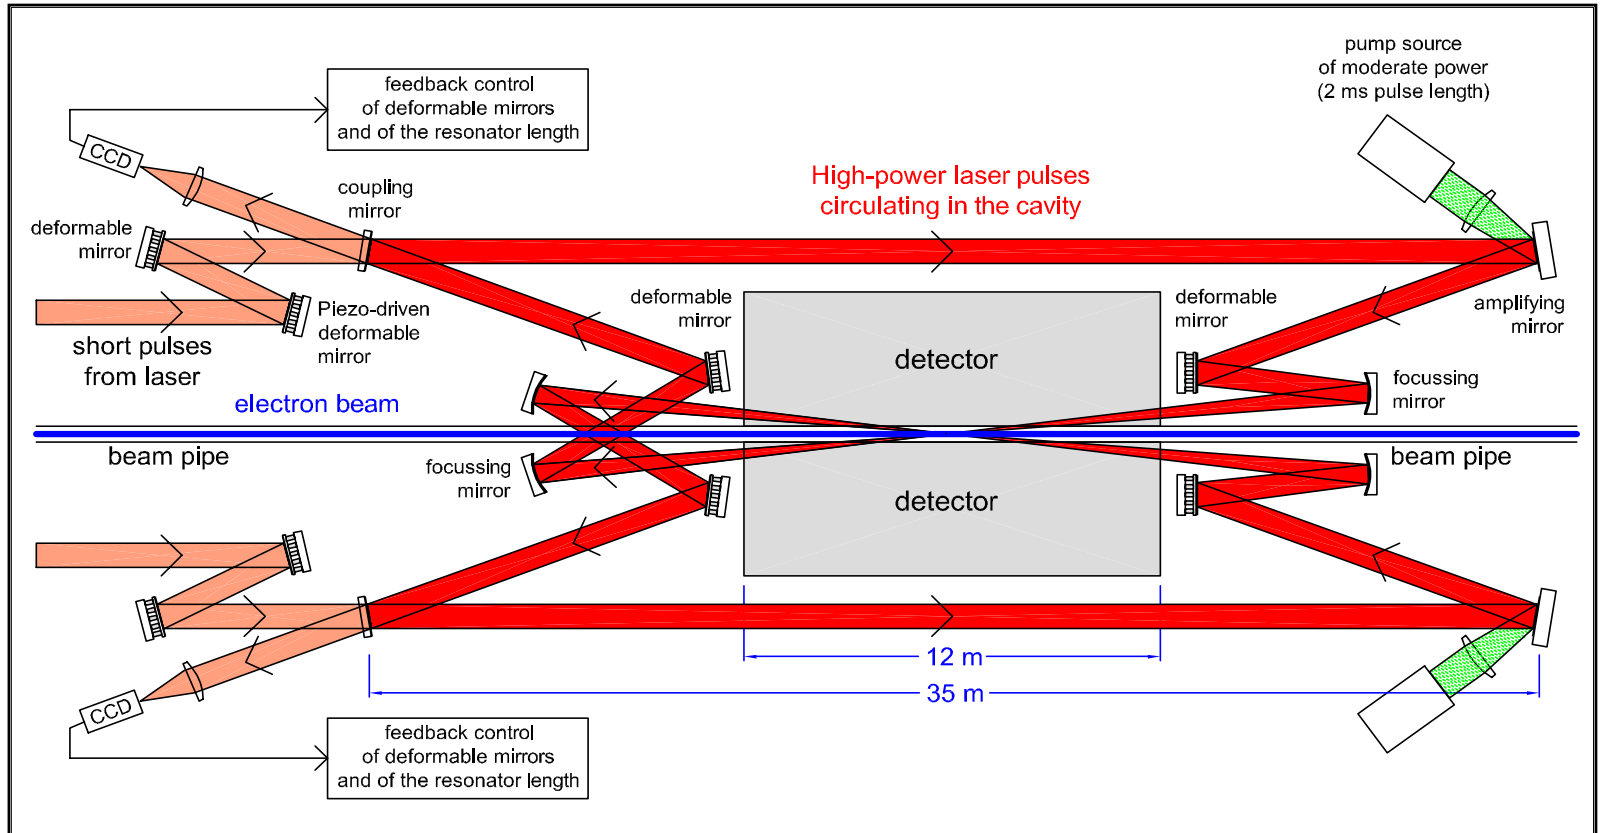 pump source
of moderate power
(2 ms pulse length)
feedback control
of deformable mirrors
and of the resonator length
CCD
coupling
mirror
High-power laser pulses
circulating in the cavity
deformable
mirror
Piezo-driven
deformable
mirror
short pulses
from laser
deformable
mirror
detector
deformable
mirror
amplifying
mirror
focussing
mirror
electron beam
beam pipe
focussing
mirror
beam pipe
detector
12 m
35 m
CCD
feedback control
of deformable mirrors
and of the resonator length